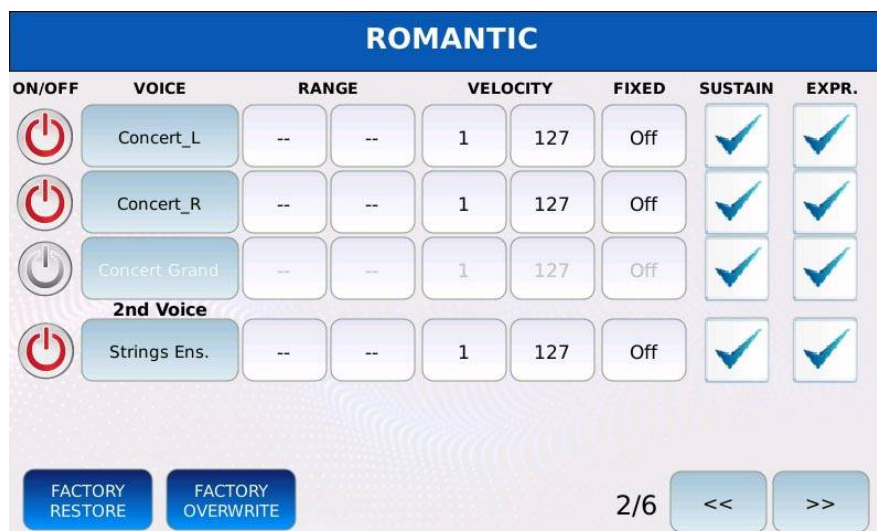 ROMANTIC
ON/OFF VOICE RANGE VELOCITY FIXED SUSTAIN EXPR.
Concert_L -- -- 1 127 Off
Concert_R -- -- 1 127 Off
Concert Grand -- -- 1 127 Off
2nd Voice
Strings Ens. -- -- 1 127 Off
FACTORY RESTORE FACTORY OVERWRITE 2/6 << >>